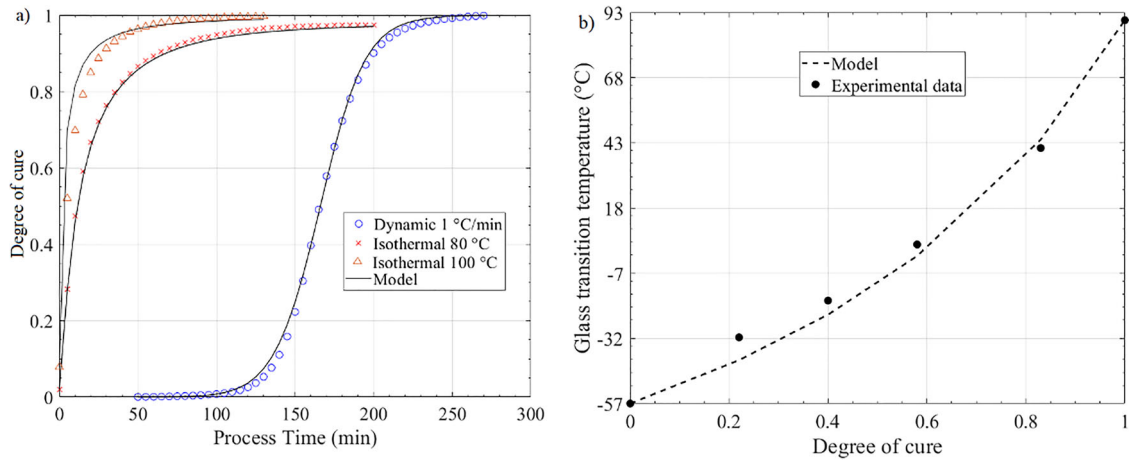 a)
Degree of cure
1
0.8
0.6
0.4
0.2
0
0
50
100
150
200
250
300
Process Time (min)
Dynamic 1 °C/min
Isothermal 80 °C
Isothermal 100 °C
Model
b)
Glass transition temperature (°C)
93
68
43
18
-7
-32
-57
0
0.2
0.4
0.6
0.8
1
Degree of cure
Model
Experimental data